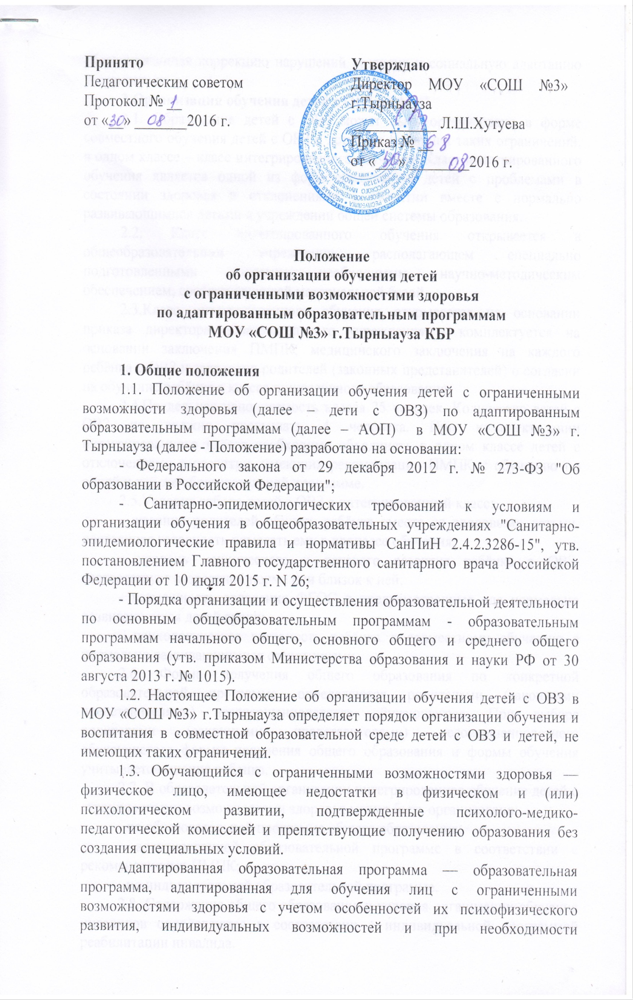 Принято
Педагогическим советом
Протокол № 1
от «30» 08 2016 г.
Утверждаю
Директор МОУ «СОШ №3»
г.Тырныауза
Л.Ш.Хутуева
Приказ № 68
от «30» 08 2016 г.
Положение
об организации обучения детей
с ограниченными возможностями здоровья
по адаптированным образовательным программам
МОУ «СОШ №3» г.Тырныауза КБР
1. Общие положения
1.1. Положение об организации обучения детей с ограниченными
возможности здоровья (далее – дети с ОВЗ) по адаптированным
образовательным программам (далее – АОП) в МОУ «СОШ №3» г.
Тырныауза (далее - Положение) разработано на основании:
- Федерального закона от 29 декабря 2012 г. № 273-ФЗ "Об
образовании в Российской Федерации";
- Санитарно-эпидемиологических требований к условиям и
организации обучения в общеобразовательных учреждениях "Санитарно-
эпидемиологические правила и нормативы СанПиН 2.4.2.3286-15", утв.
постановлением Главного государственного санитарного врача Российской
Федерации от 10 июля 2015 г. N 26;
- Порядка организации и осуществления образовательной деятельности
по основным общеобразовательным программам - образовательным
программам начального общего, основного общего и среднего общего
образования (утв. приказом Министерства образования и науки РФ от 30
августа 2013 г. № 1015).
1.2. Настоящее Положение об организации обучения детей с ОВЗ в
МОУ «СОШ №3» г.Тырныауза определяет порядок организации обучения и
воспитания в совместной образовательной среде детей с ОВЗ и детей, не
имеющих таких ограничений.
1.3. Обучающийся с ограниченными возможностями здоровья —
физическое лицо, имеющее недостатки в физическом и (или)
психологическом развитии, подтвержденные психолого-медико-
педагогической комиссией и препятствующие получению образования без
создания специальных условий.
Адаптированная образовательная программа — образовательная
программа, адаптированная для обучения лиц с ограниченными
возможностями здоровья с учетом особенностей их психофизического
развития, индивидуальных возможностей и при необходимости